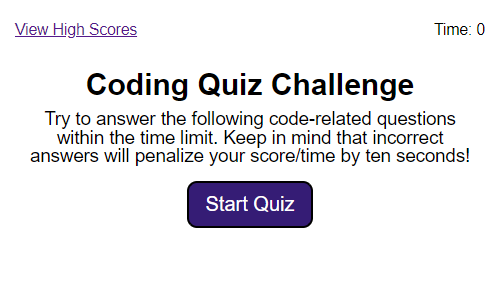 View High Scores
Time: 0
Coding Quiz Challenge
Try to answer the following code-related questions
within the time limit. Keep in mind that incorrect
answers will penalize your score/time by ten seconds!
Start Quiz